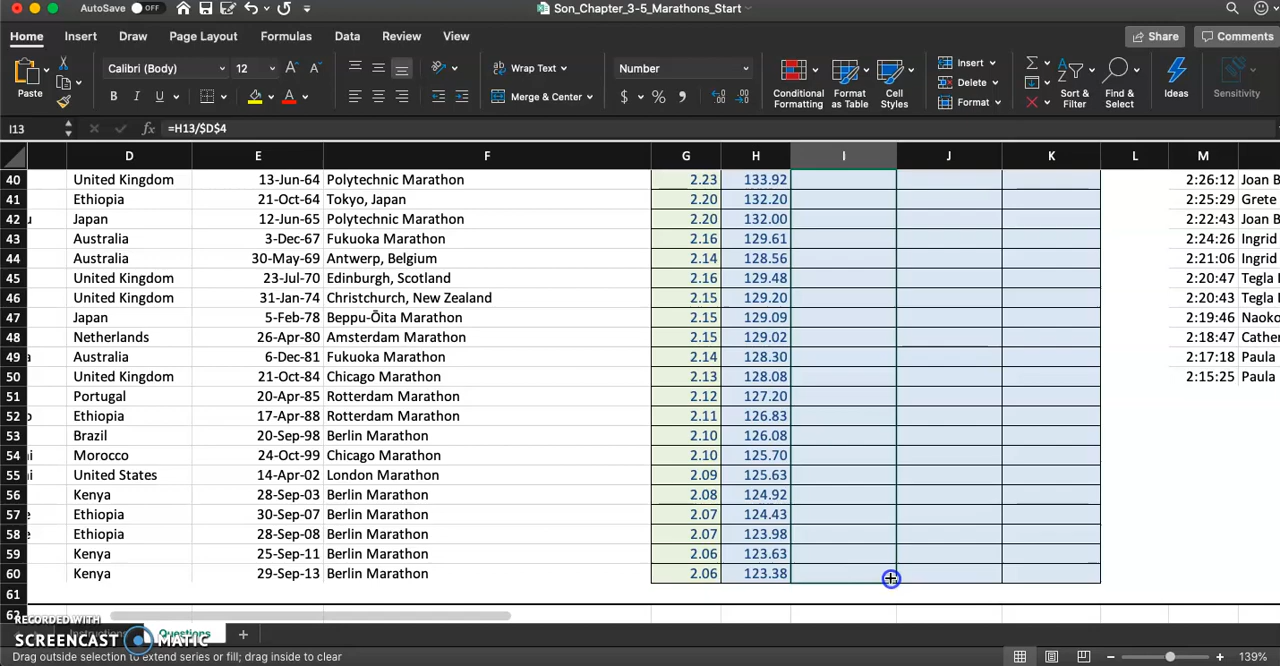 AutoSave OFF Son_Chapter_3-5_Marathons_Start
Home Insert Draw Page Layout Formulas Data Review View Share Comments
Paste Calibri (Body) 12 A A Wrap Text Number Conditional Formatting Format as Table Cell Styles Insert Sort & Filter Find & Select Ideas Sensitivity
B I U A Merge & Center $ % Delete Format
I13 fx =H13/$D$4
D E F G H I J K L M
40 United Kingdom 13-Jun-64 Polytechnic Marathon 2.23 133.92 2:26:12 Joan B
41 Ethiopia 21-Oct-64 Tokyo, Japan 2.20 132.20 2:25:29 Grete
42 u Japan 12-Jun-65 Polytechnic Marathon 2.20 132.00 2:22:43 Joan B
43 Australia 3-Dec-67 Fukuoka Marathon 2.16 129.61 2:24:26 Ingrid
44 Australia 30-May-69 Antwerp, Belgium 2.14 128.56 2:21:06 Ingrid
45 United Kingdom 23-Jul-70 Edinburgh, Scotland 2.16 129.48 2:20:47 Tegla
46 United Kingdom 31-Jan-74 Christchurch, New Zealand 2.15 129.20 2:20:43 Tegla
47 Japan 5-Feb-78 Beppu-Ōita Marathon 2.15 129.09 2:19:46 Naoko
48 Netherlands 26-Apr-80 Amsterdam Marathon 2.15 129.02 2:18:47 Cather
49 a Australia 6-Dec-81 Fukuoka Marathon 2.14 128.30 2:17:18 Paula
50 United Kingdom 21-Oct-84 Chicago Marathon 2.13 128.08 2:15:25 Paula
51 Portugal 20-Apr-85 Rotterdam Marathon 2.12 127.20
52 o Ethiopia 17-Apr-88 Rotterdam Marathon 2.11 126.83
53 Brazil 20-Sep-98 Berlin Marathon 2.10 126.08
54 Morocco 24-Oct-99 Chicago Marathon 2.10 125.70
55 United States 14-Apr-02 London Marathon 2.09 125.63
56 Kenya 28-Sep-03 Berlin Marathon 2.08 124.92
57 e Ethiopia 30-Sep-07 Berlin Marathon 2.07 124.43
58 e Ethiopia 28-Sep-08 Berlin Marathon 2.07 123.98
59 Kenya 25-Sep-11 Berlin Marathon 2.06 123.63
60 Kenya 29-Sep-13 Berlin Marathon 2.06 123.38
61
62
RECORDED WITH
SCREENCAST MATIC
Instructions Questions +
Drag outside selection to extend series or fill; drag inside to clear 139%